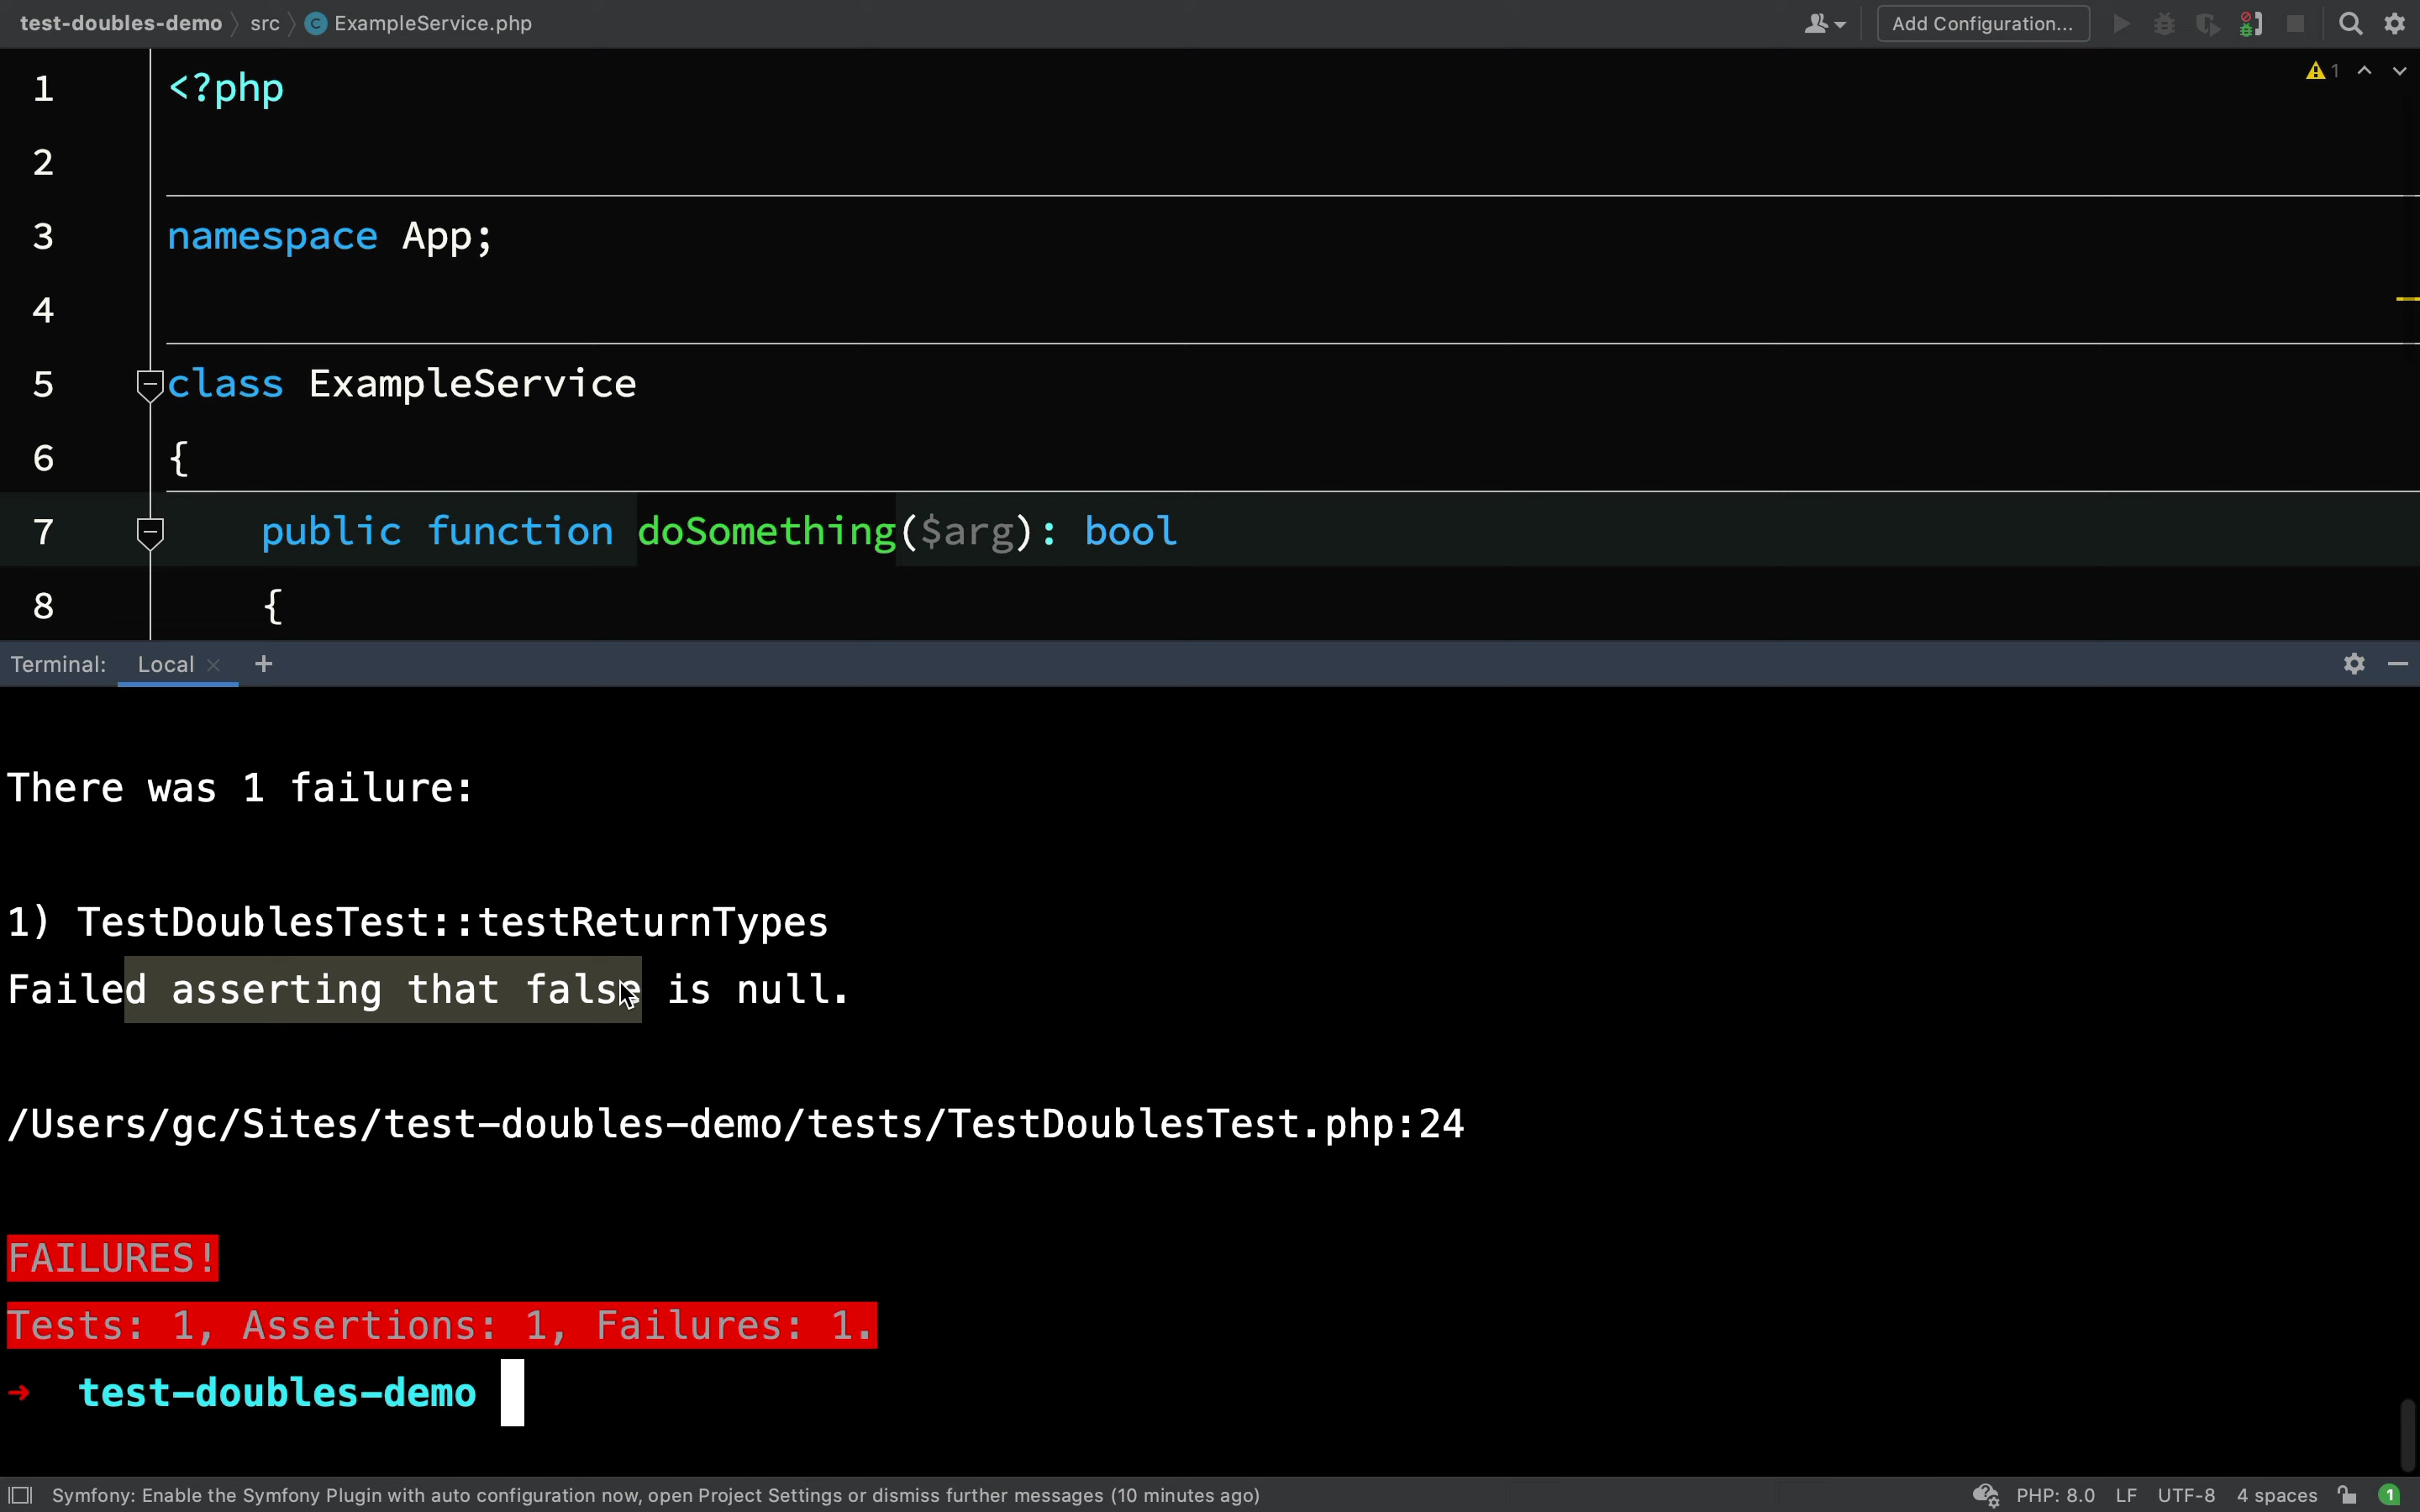 test-doubles-demo 〉 src 〉 ExampleService.php
Add Configuration...
1 <?php
1
2
3 namespace App;
4
5 class ExampleService
6 {
7 public function doSomething($arg): bool
8 {
Terminal: Local × +
There was 1 failure:
1) TestDoublesTest::testReturnTypes
Failed asserting that false is null.
/Users/gc/Sites/test-doubles-demo/tests/TestDoublesTest.php:24
FAILURES!
Tests: 1, Assertions: 1, Failures: 1.
➜ test-doubles-demo
Symfony: Enable the Symfony Plugin with auto configuration now, open Project Settings or dismiss further messages (10 minutes ago)
PHP: 8.0 LF UTF-8 4 spaces 1